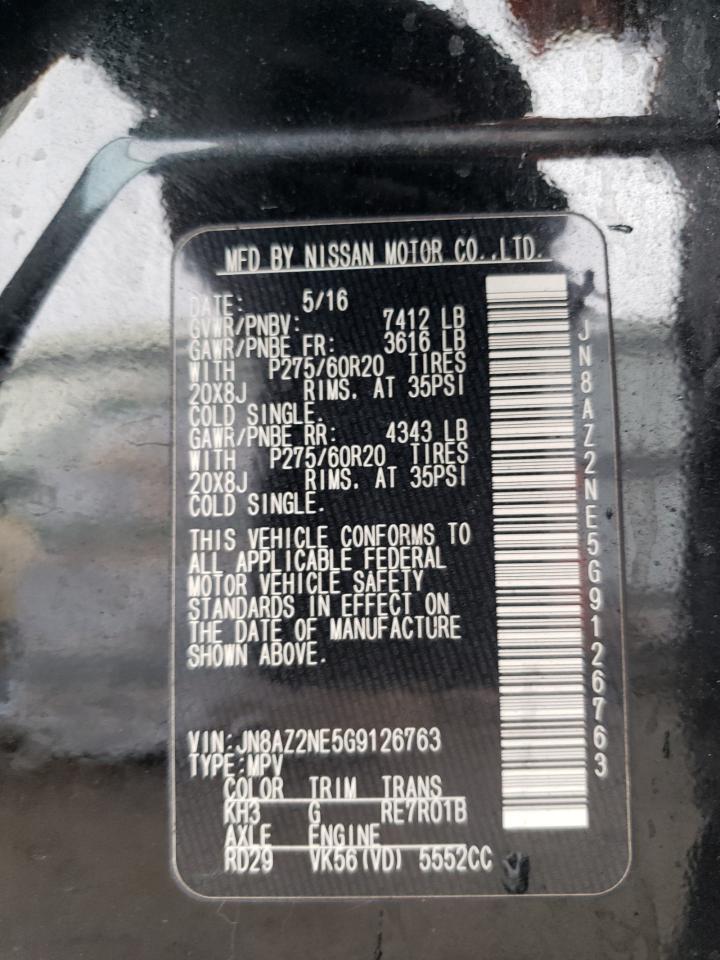 MFD BY NISSAN MOTOR CO.,LTD.
DATE: 5/16
GVWR/PNBV: 7412 LB
GAWR/PNBE FR: 3616 LB
WITH P275/60R20 TIRES
20X8J RIMS. AT 35PSI
COLD SINGLE.
GAWR/PNBE RR: 4343 LB
WITH P275/60R20 TIRES
20X8J RIMS. AT 35PSI
COLD SINGLE.
THIS VEHICLE CONFORMS TO
ALL APPLICABLE FEDERAL
MOTOR VEHICLE SAFETY
STANDARDS IN EFFECT ON
THE DATE OF MANUFACTURE
SHOWN ABOVE.
VIN:JN8AZ2NE5G9126763
TYPE:MPV
COLOR TRIM TRANS
KH3 G RE7R01B
AXLE ENGINE
RD29 VK56(VD) 5552CC
JN8AZ2NE5G9126763